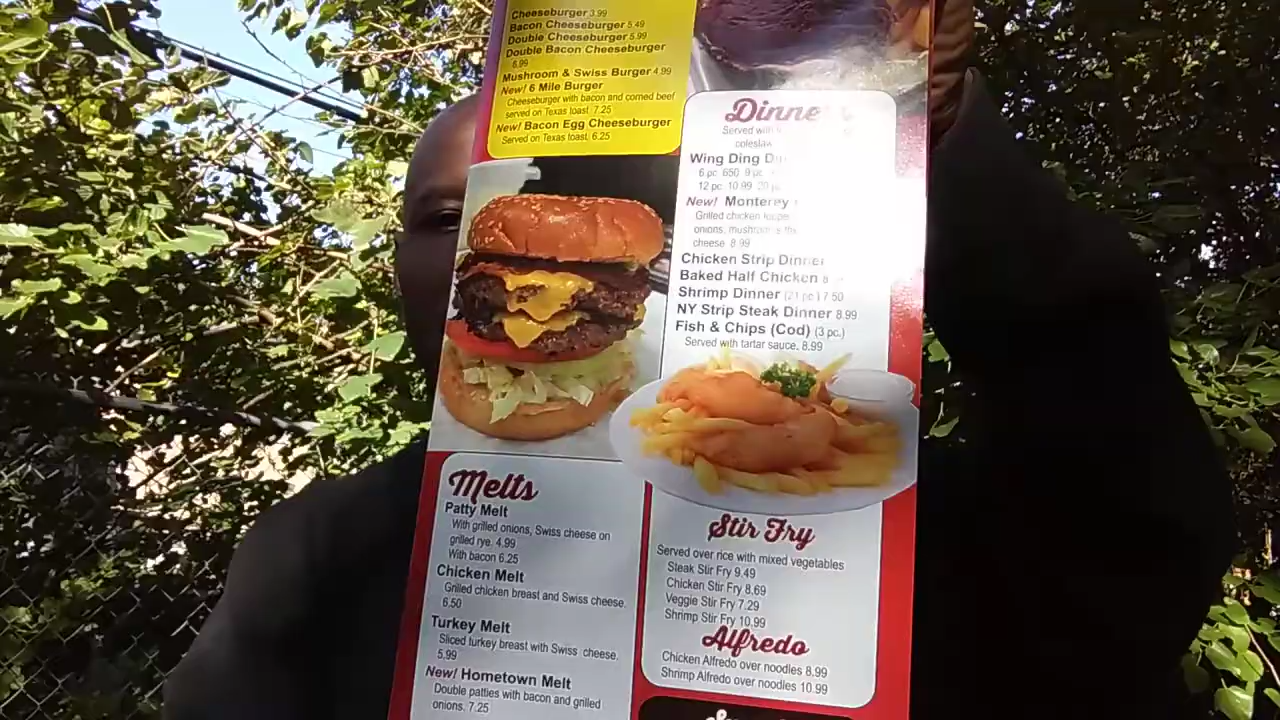 Cheeseburger 3.99
Bacon Cheeseburger 5.49
Double Cheeseburger 5.99
Double Bacon Cheeseburger
6.99
Mushroom & Swiss Burger 4.99
New! 6 Mile Burger
Cheeseburger with bacon and corned beef
served on Texas toast. 7.25
New! Bacon Egg Cheeseburger
Served on Texas toast. 6.25
Served with
coleslaw
Wing Ding
6 pc. 650 9 pc.
12 pc. 10.99
New! Monterey
Grilled chicken
onions,
cheese 8.99
Chicken Strip Dinner
Baked Half Chicken
Shrimp Dinner (21 pc.) 7.50
NY Strip Steak Dinner 8.99
Fish & Chips (Cod) (3 pc.)
Served with tartar sauce. 8.99
Melts
Patty Melt
With grilled onions, Swiss cheese on
grilled rye. 4.99
With bacon 6.25
Chicken Melt
Grilled chicken breast and Swiss cheese.
6.50
Turkey Melt
Sliced turkey breast with Swiss cheese.
5.99
New! Hometown Melt
Double patties with bacon and grilled
onions. 7.25
Stir Fry
Served over rice with mixed vegetables
Steak Stir Fry 9.49
Chicken Stir Fry 8.69
Veggie Stir Fry 7.29
Shrimp Stir Fry 10.99
Alfredo
Chicken Alfredo over noodles 8.99
Shrimp Alfredo over noodles 10.99